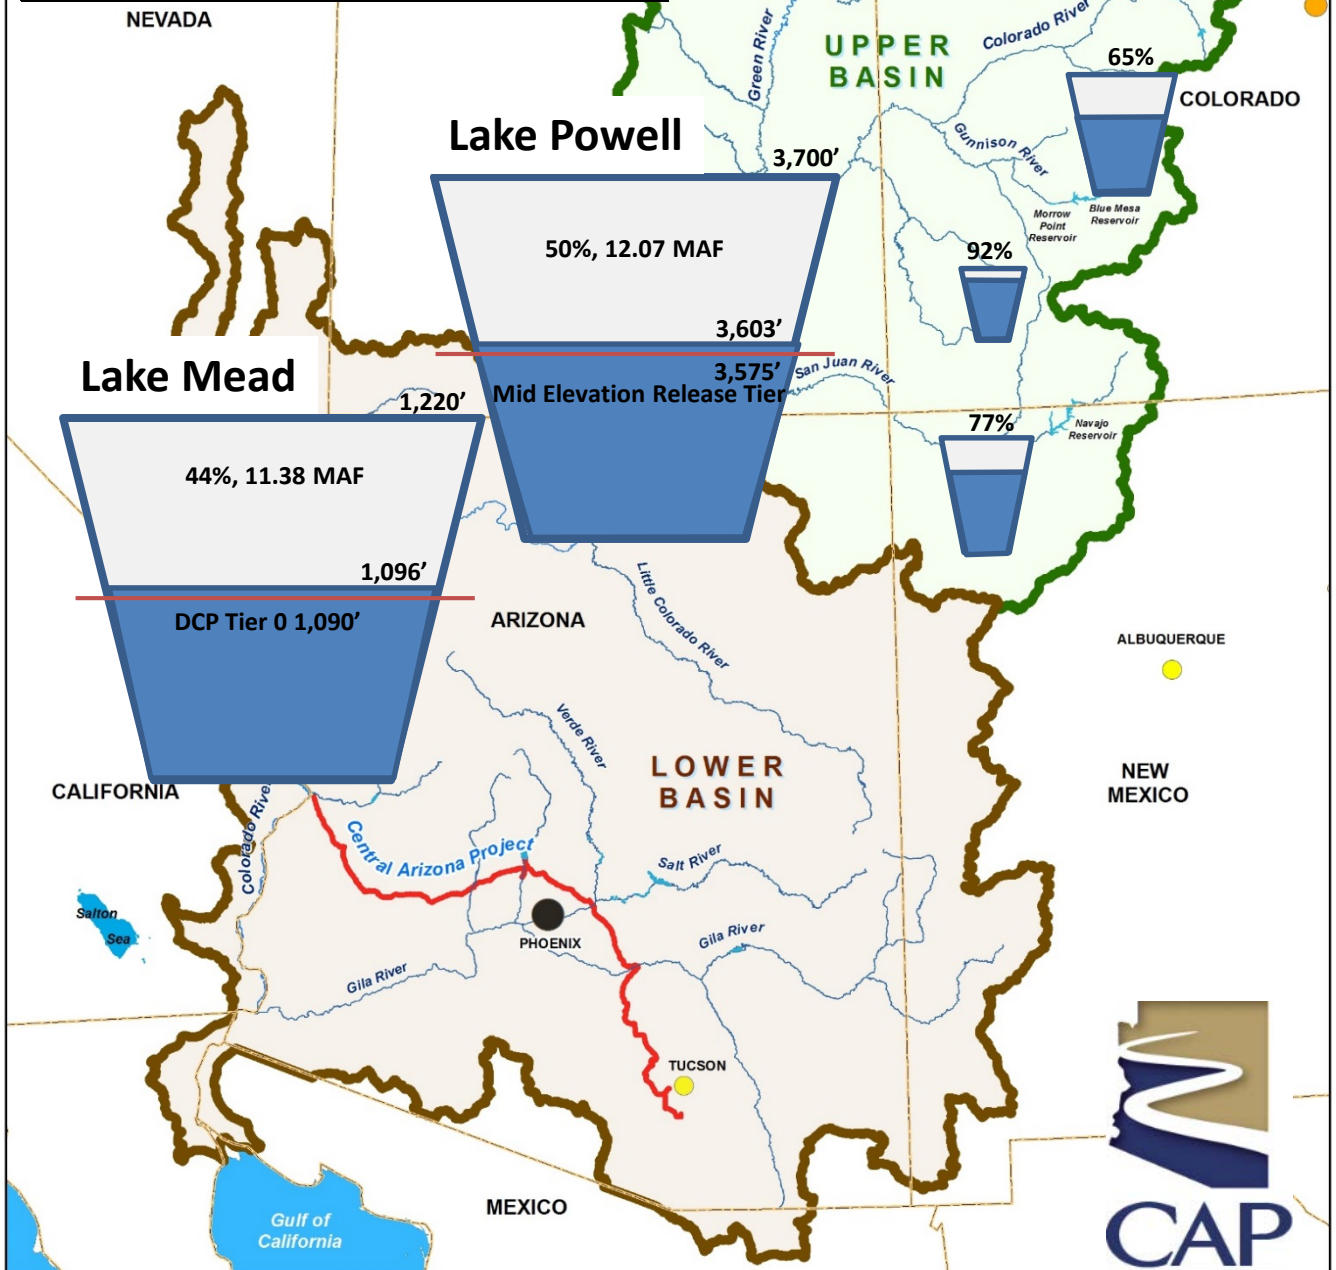 NEVADA
Green River
UPPER
BASIN
Colorado River
65%
COLORADO
Lake Powell
3,700’
Gunnison River
Morrow
Point
Reservoir
Blue Mesa
Reservoir
50%, 12.07 MAF
92%
3,603’
3,575’
Mid Elevation Release Tier
San Juan River
Lake Mead
1,220’
77%
Navajo
Reservoir
44%, 11.38 MAF
1,096’
DCP Tier 0 1,090’
ARIZONA
Little Colorado River
ALBUQUERQUE
Verde River
LOWER
BASIN
NEW
MEXICO
CALIFORNIA
Colorado River
Central Arizona Project
Salt River
Salton
Sea
PHOENIX
Gila River
Gila River
TUCSON
MEXICO
Gulf of
California
CAP